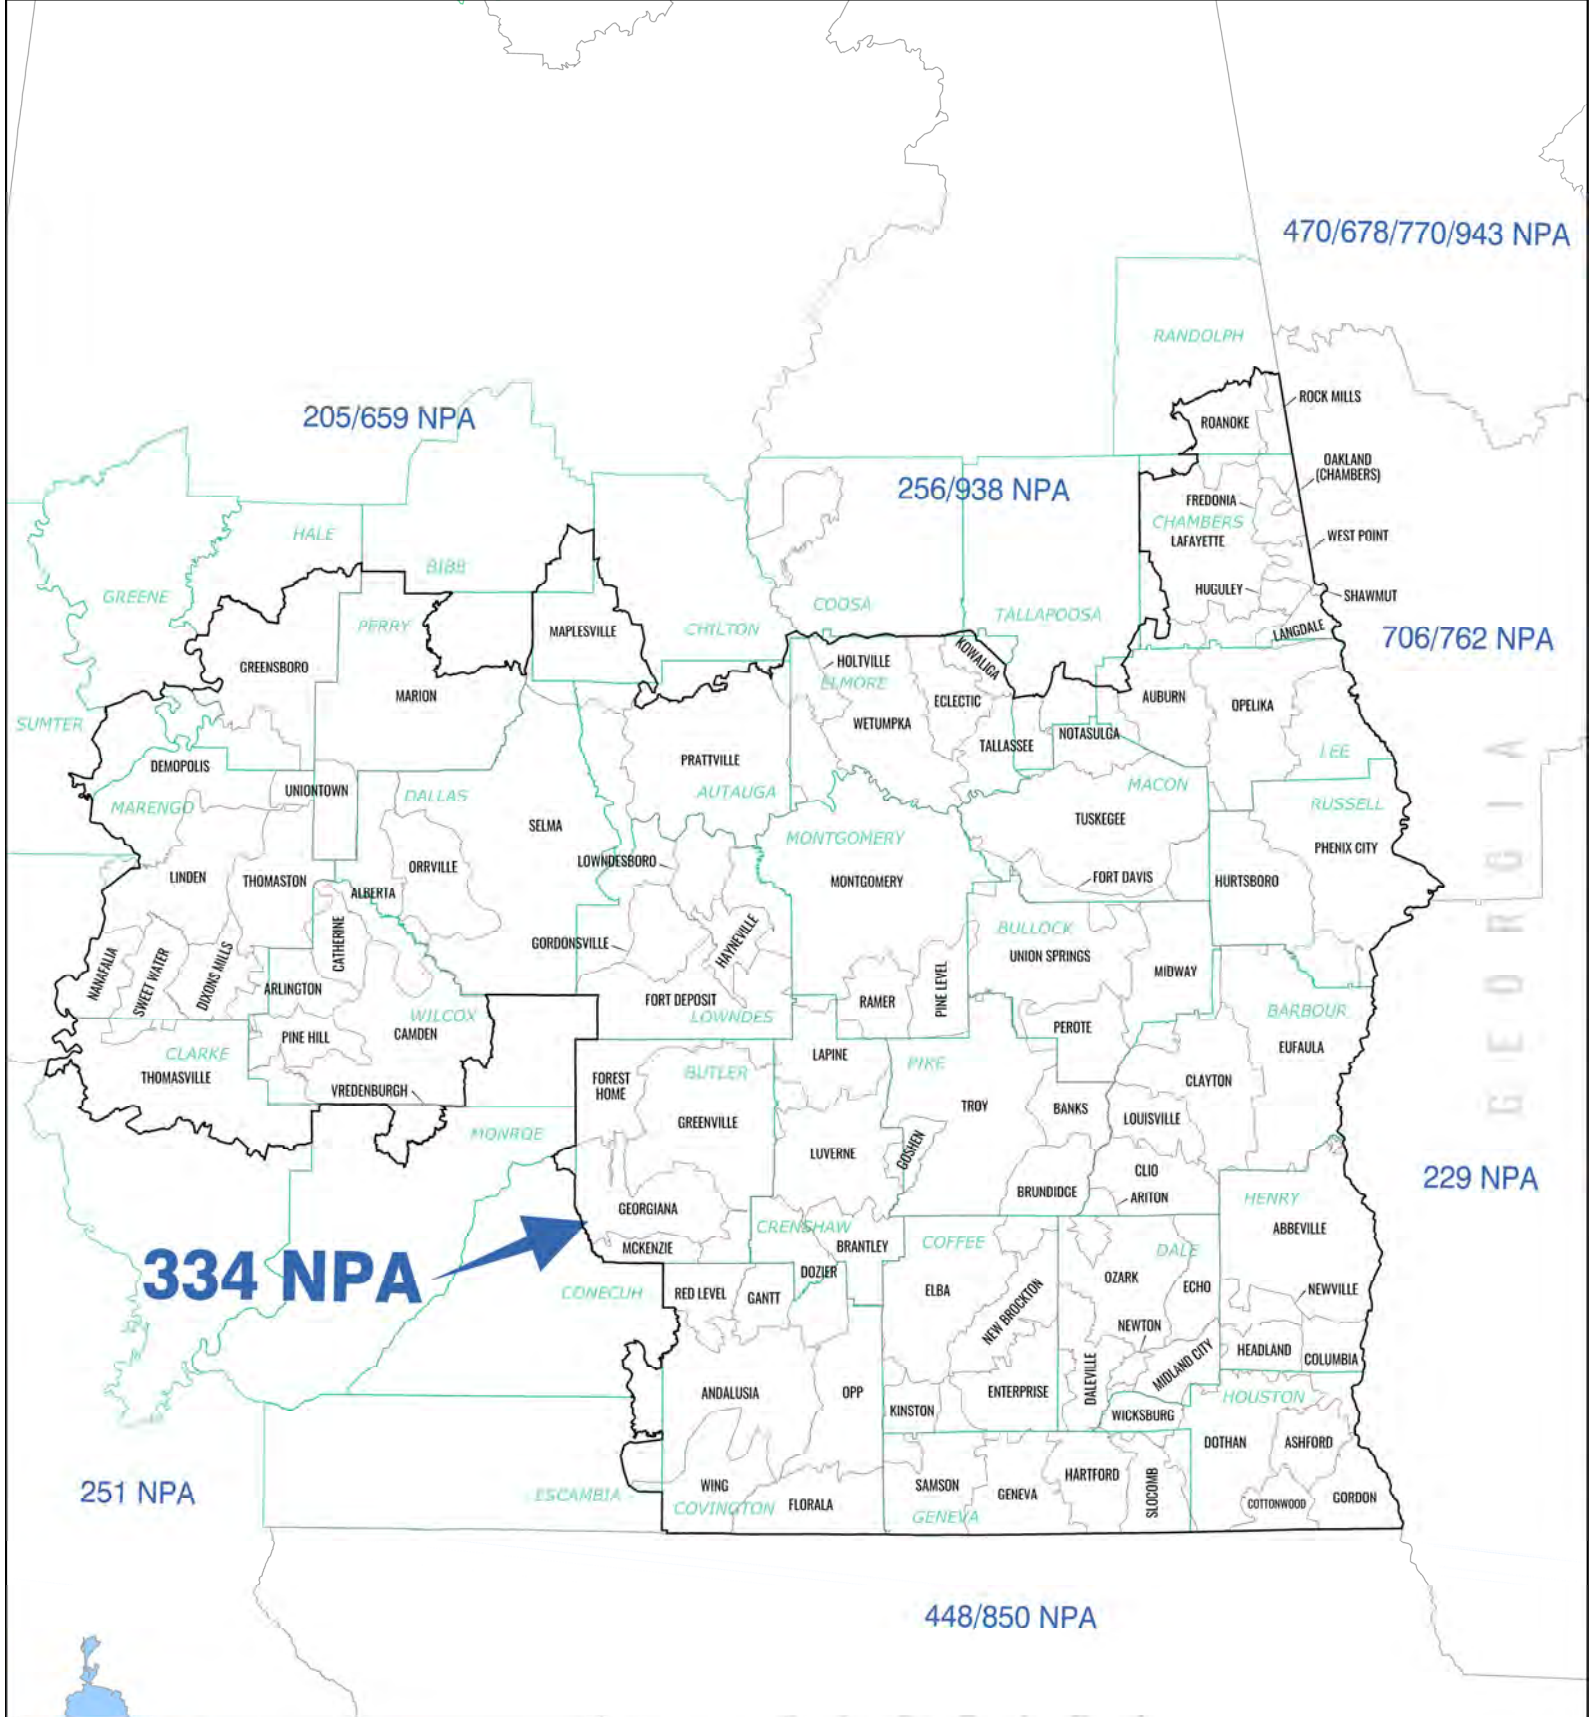 470/678/770/943 NPA
RANDOLPH
205/659 NPA
ROCK MILLS
ROANOKE
OAKLAND
(CHAMBERS)
256/938 NPA
FREDONIA
CHAMBERS
LAFAYETTE
WEST POINT
HALE
BIBB
GREENE
HUGULEY
SHAWMUT
COOSA
TALLAPOOSA
PERRY
CHILTON
MAPLESVILLE
LANGDALE
706/762 NPA
GREENSBORO
HOLTVILLE
KOWALIGA
ELMORE
MARION
ECLECTIC
AUBURN
OPELIKA
SUMTER
WETUMPKA
NOTASULGA
TALLASSEE
LEE
DEMOPOLIS
PRATTVILLE
UNIONTOWN
DALLAS
AUTAUGA
MACON
MARENGO
RUSSELL
SELMA
TUSKEGEE
MONTGOMERY
PHENIX CITY
LOWNDESBORO
ORRVILLE
LINDEN
THOMASTON
ALBERTA
MONTGOMERY
FORT DAVIS
HURTSBORO
GEORGIA
CATHERINE
GORDONSVILLE
HAYNEVILLE
BULLOCK
UNION SPRINGS
NANAFALIA
SWEET WATER
DIXONS MILLS
ARLINGTON
MIDWAY
PINE LEVEL
FORT DEPOSIT
RAMER
WILCOX
LOWNDES
BARBOUR
PINE HILL
CAMDEN
PEROTE
CLARKE
LAPINE
EUFAULA
THOMASVILLE
FOREST
HOME
BUTLER
PIKE
VREDENBURGH
CLAYTON
TROY
BANKS
GREENVILLE
LOUISVILLE
MONROE
LUVERNE
GOSHEN
CLIO
229 NPA
BRUNDIDGE
ARITON
HENRY
GEORGIANA
CRENSHAW
ABBEVILLE
MCKENZIE
BRANTLEY
COFFEE
DALE
334 NPA
DOZIER
OZARK
CONECUH
RED LEVEL
GANTT
ELBA
ECHO
NEWVILLE
NEW BROCKTON
NEWTON
HEADLAND
COLUMBIA
MIDLAND CITY
DALEVILLE
ANDALUSIA
OPP
ENTERPRISE
HOUSTON
KINSTON
WICKSBURG
DOTHAN
ASHFORD
251 NPA
HARTFORD
WING
SAMSON
GENEVA
SLOCOMB
ESCAMBIA
COVINGTON
FLORALA
GENEVA
COTTONWOOD
GORDON
448/850 NPA